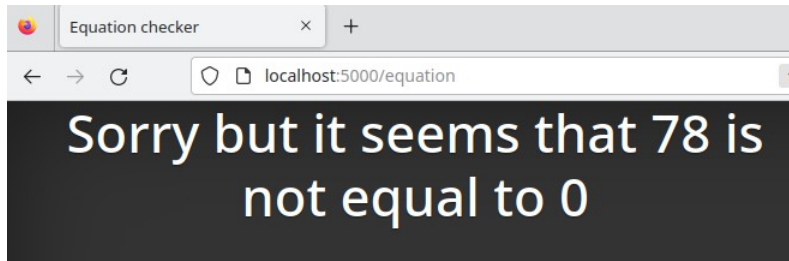 Equation checker
localhost:5000/equation
Sorry but it seems that 78 is
not equal to 0